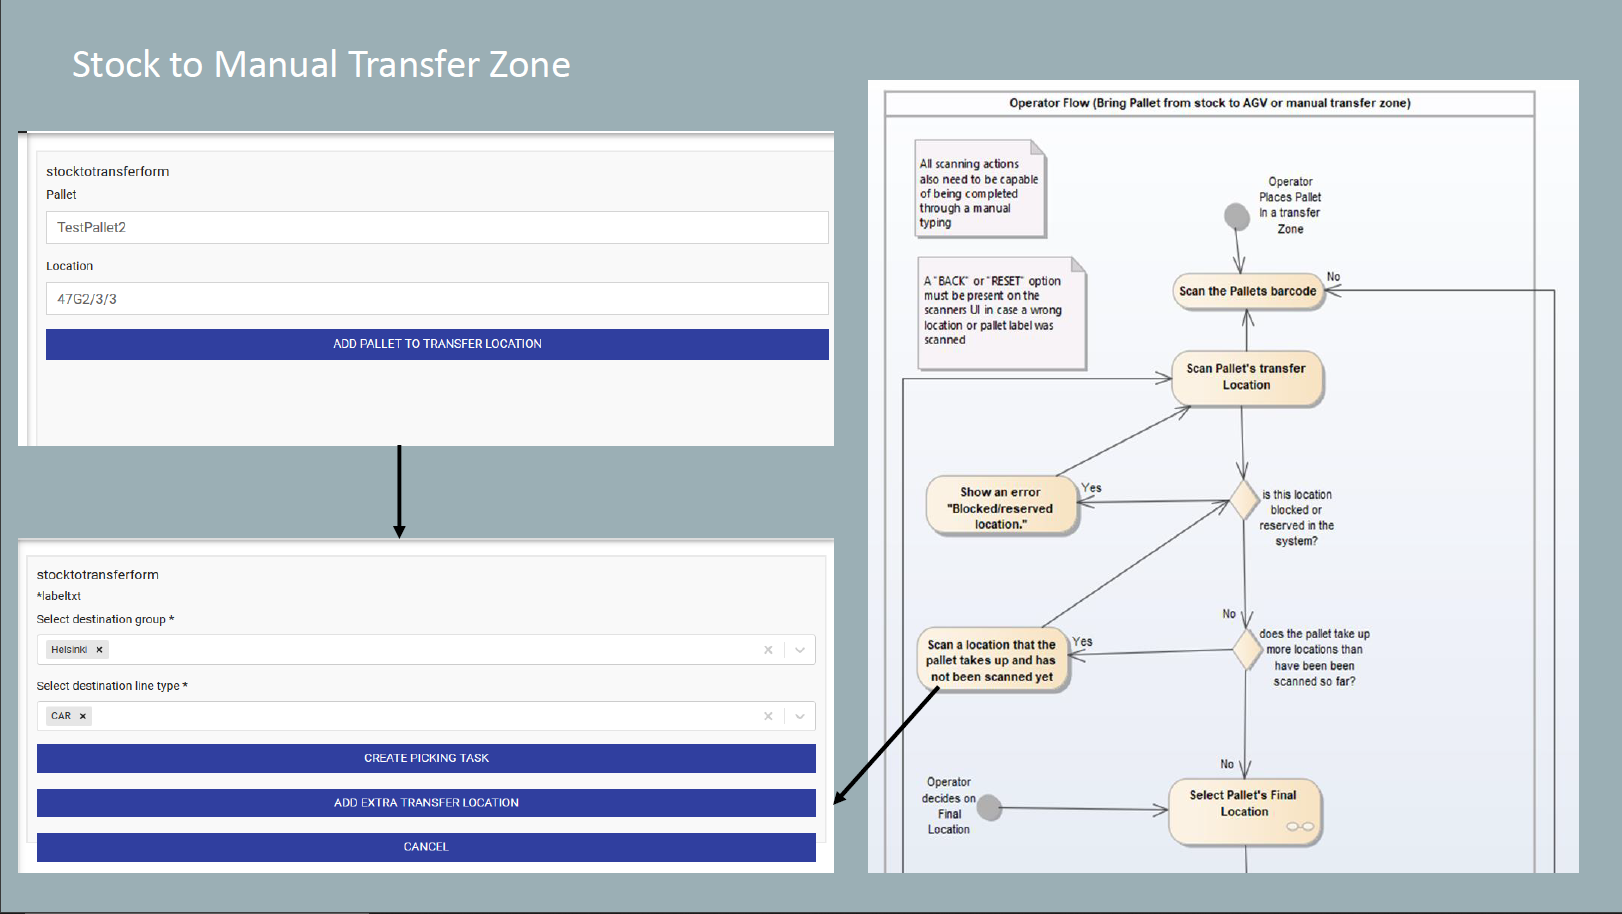 Stock to Manual Transfer Zone
stocktotransferform
Pallet
TestPallet2
Location
47G2/3/3
ADD PALLET TO TRANSFER LOCATION
stocktotransferform
*labeltxt
Select destination group *
Helsinki ×
Select destination line type *
CAR ×
CREATE PICKING TASK
ADD EXTRA TRANSFER LOCATION
CANCEL
Operator Flow (Bring Pallet from stock to AGV or manual transfer zone)
All scanning actions
also need to be capable
of being completed
through a manual
typing
Operator
Places Pallet
In a transfer
Zone
A "BACK" or "RESET" option
must be present on the
scanners UI in case a wrong
location or pallet label was
scanned
Scan the Pallets barcode
No
Scan Pallet's transfer
Location
Show an error
"Blocked/reserved
location."
Yes
is this location
blocked or
reserved in the
system?
No
Scan a location that the
pallet takes up and has
not been scanned yet
Yes
does the pallet take up
more locations than
have been been
scanned so far?
No
Operator
decides on
Final
Location
Select Pallet's Final
Location